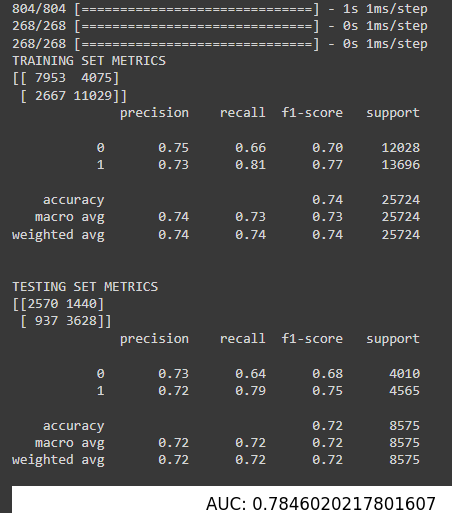 804/804 [==============================] - 1s 1ms/step
268/268 [==============================] - 0s 1ms/step
268/268 [==============================] - 0s 1ms/step
TRAINING SET METRICS
[[ 7953  4075]
 [ 2667 11029]]
              precision    recall  f1-score   support

           0       0.75      0.66      0.70     12028
           1       0.73      0.81      0.77     13696

    accuracy                           0.74     25724
   macro avg       0.74      0.73      0.73     25724
weighted avg       0.74      0.74      0.74     25724

TESTING SET METRICS
[[2570 1440]
 [ 937 3628]]
              precision    recall  f1-score   support

           0       0.73      0.64      0.68      4010
           1       0.72      0.79      0.75      4565

    accuracy                           0.72      8575
   macro avg       0.72      0.72      0.72      8575
weighted avg       0.72      0.72      0.72      8575

AUC: 0.7846020217801607